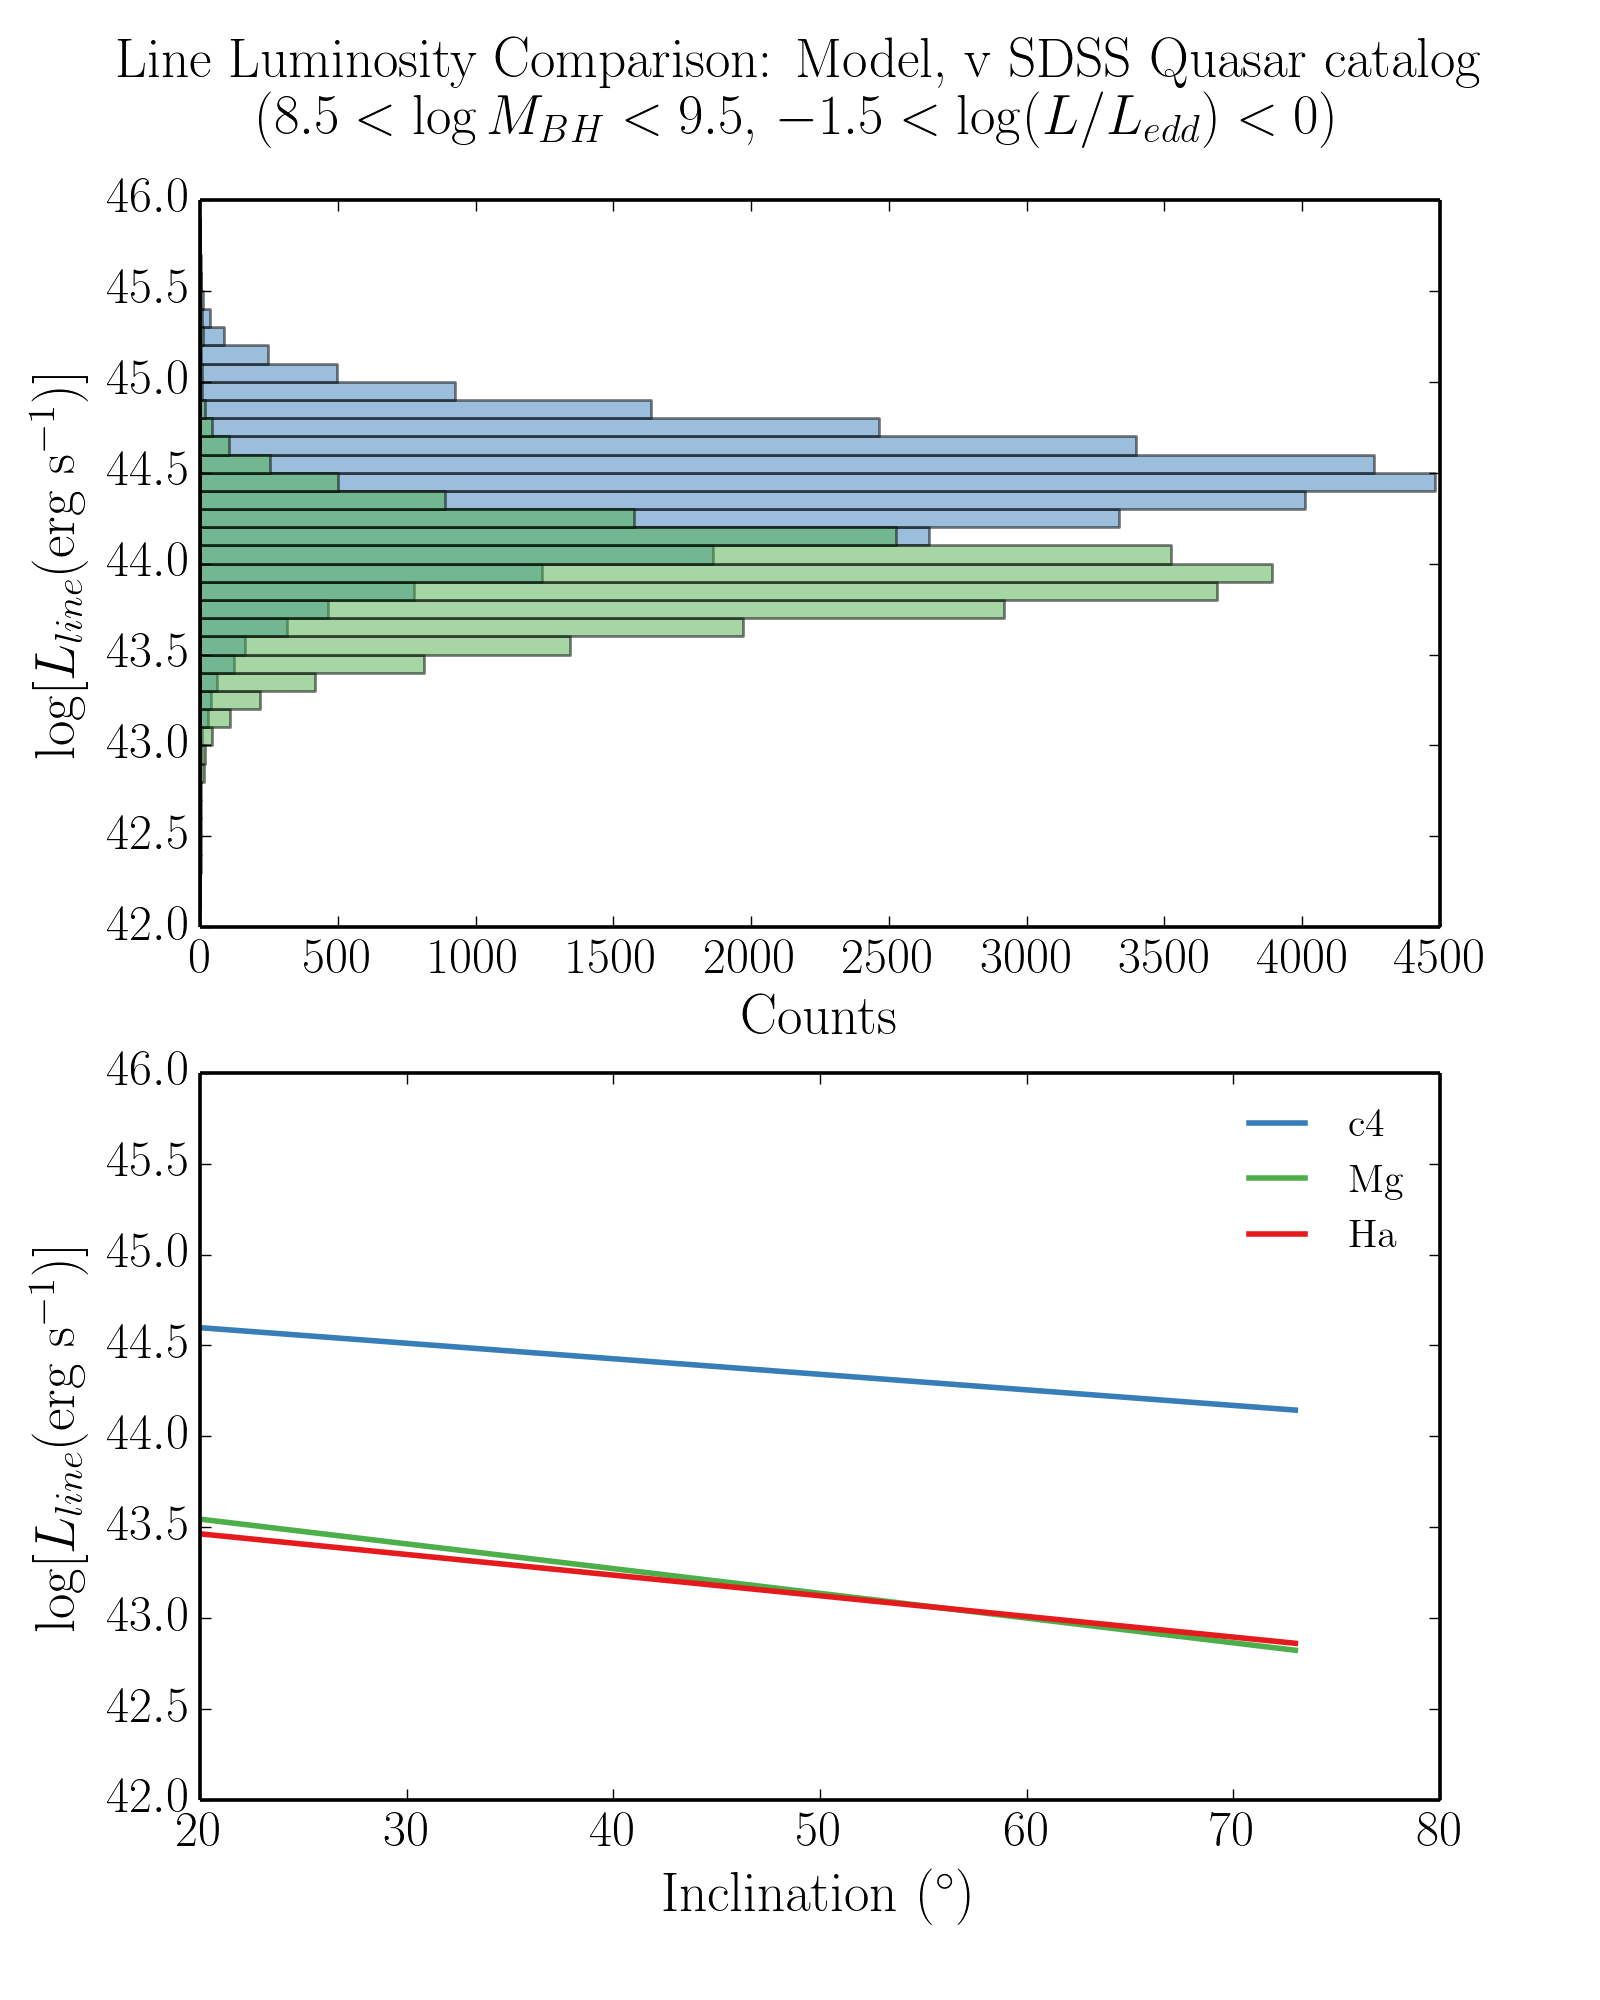 Line Luminosity Comparison: Model, v SDSS Quasar catalog
(8.5 < log M_BH < 9.5, −1.5 < log(L/L_edd) < 0)
46.0
45.5
45.0
44.5
44.0
43.5
43.0
42.5
42.0
log[L_line(erg s⁻¹)]
0 500 1000 1500 2000 2500 3000 3500 4000 4500
Counts
46.0
45.5
45.0
44.5
44.0
43.5
43.0
42.5
42.0
log[L_line(erg s⁻¹)]
c4
Mg
Ha
20 30 40 50 60 70 80
Inclination (°)